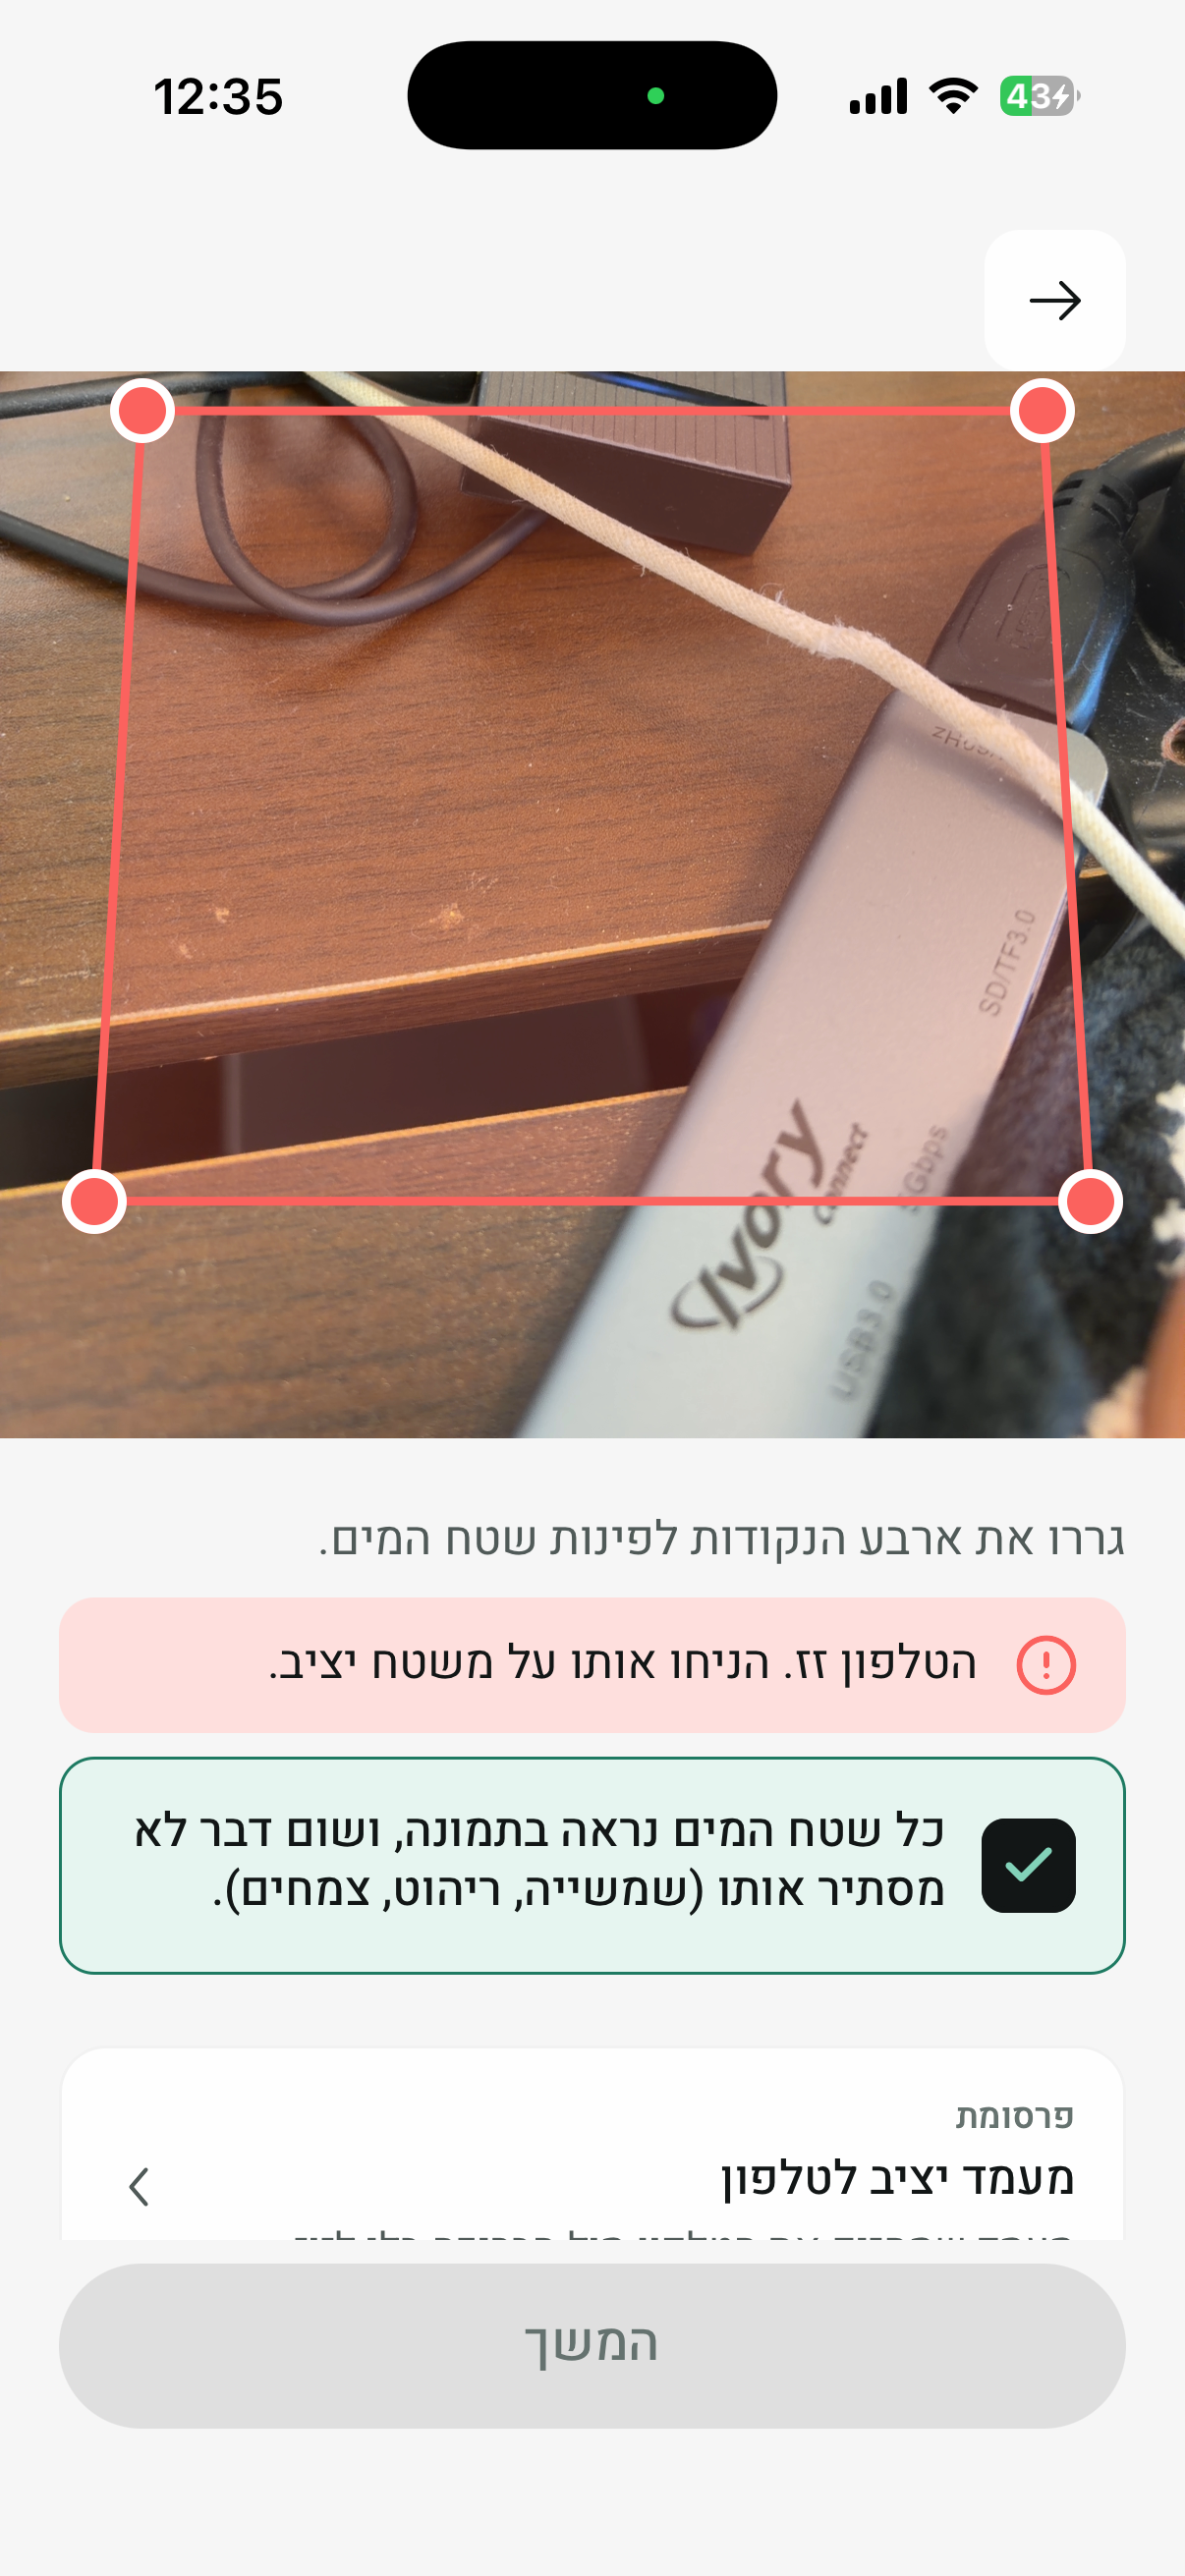 12:35
43
zH
SD/TF3.0
Ivory
Connect
5Gbps
USB3.0
גררו את ארבע הנקודות לפינות שטח המים.
הטלפון זז. הניחו אותו על משטח יציב.
כל שטח המים נראה בתמונה, ושום דבר לא
מסתיר אותו (שמשייה, ריהוט, צמחים).
פרסומת
מעמד יציב לטלפון
המשך